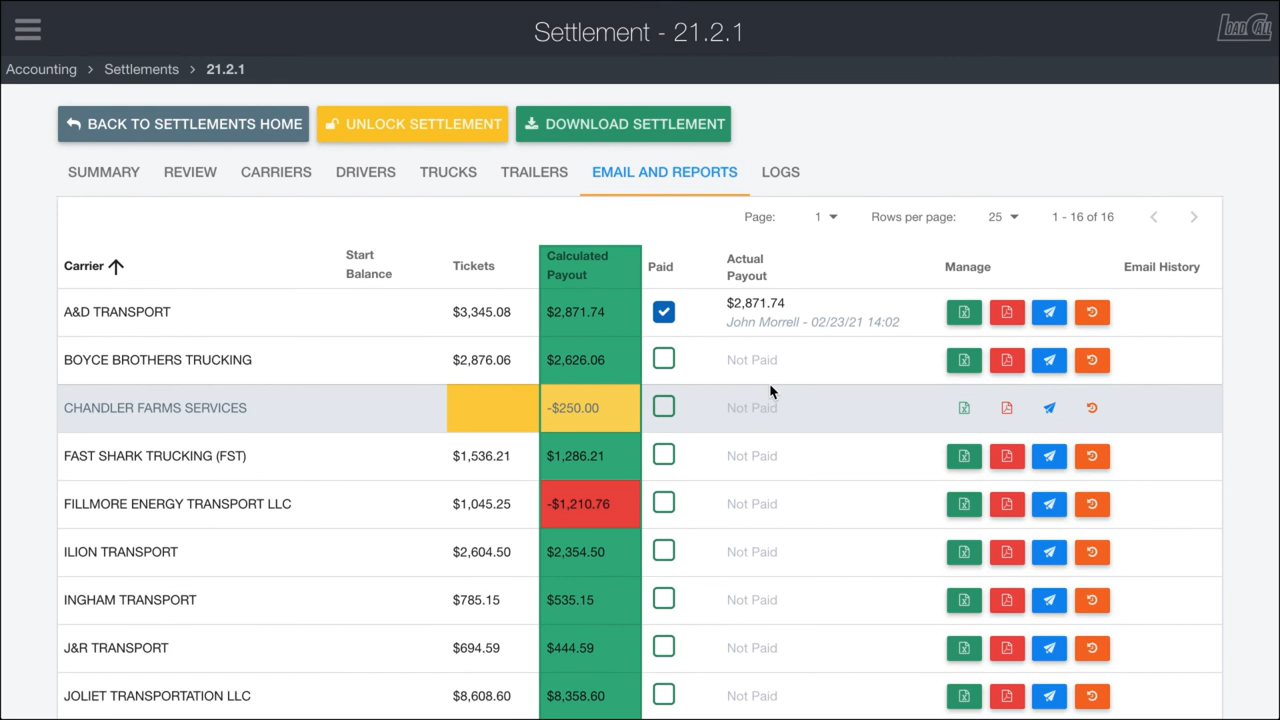 Settlement - 21.2.1
LOAD CALL
Accounting > Settlements > 21.2.1
BACK TO SETTLEMENTS HOME UNLOCK SETTLEMENT DOWNLOAD SETTLEMENT
SUMMARY REVIEW CARRIERS DRIVERS TRUCKS TRAILERS EMAIL AND REPORTS LOGS
Page: 1 Rows per page: 25 1 - 16 of 16
Carrier Start Balance Tickets Calculated Payout Paid Actual Payout Manage Email History
A&D TRANSPORT $3,345.08 $2,871.74 $2,871.74
John Morrell - 02/23/21 14:02
BOYCE BROTHERS TRUCKING $2,876.06 $2,626.06 Not Paid
CHANDLER FARMS SERVICES -$250.00 Not Paid
FAST SHARK TRUCKING (FST) $1,536.21 $1,286.21 Not Paid
FILLMORE ENERGY TRANSPORT LLC $1,045.25 -$1,210.76 Not Paid
ILION TRANSPORT $2,604.50 $2,354.50 Not Paid
INGHAM TRANSPORT $785.15 $535.15 Not Paid
J&R TRANSPORT $694.59 $444.59 Not Paid
JOLIET TRANSPORTATION LLC $8,608.60 $8,358.60 Not Paid